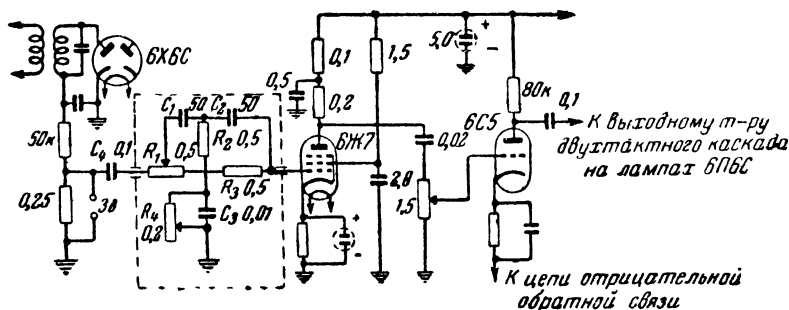 6Х6С
50к
C₄ 0,1
0,25
Зв
C₁ 50
C₂ 50
R₁ 0,5
R₂ 0,5
R₃ 0,5
R₄ 0,2
C₃ 0,01
0,5
0,1
0,2
6Ж7
1,5
2,0
0,02
1,5
5,0
+
-
+
-
80к
6С5
0,1
К выходному т-ру
двухтактного каскада
на лампах 6П6С
К цепи отрицательной
обратной связи